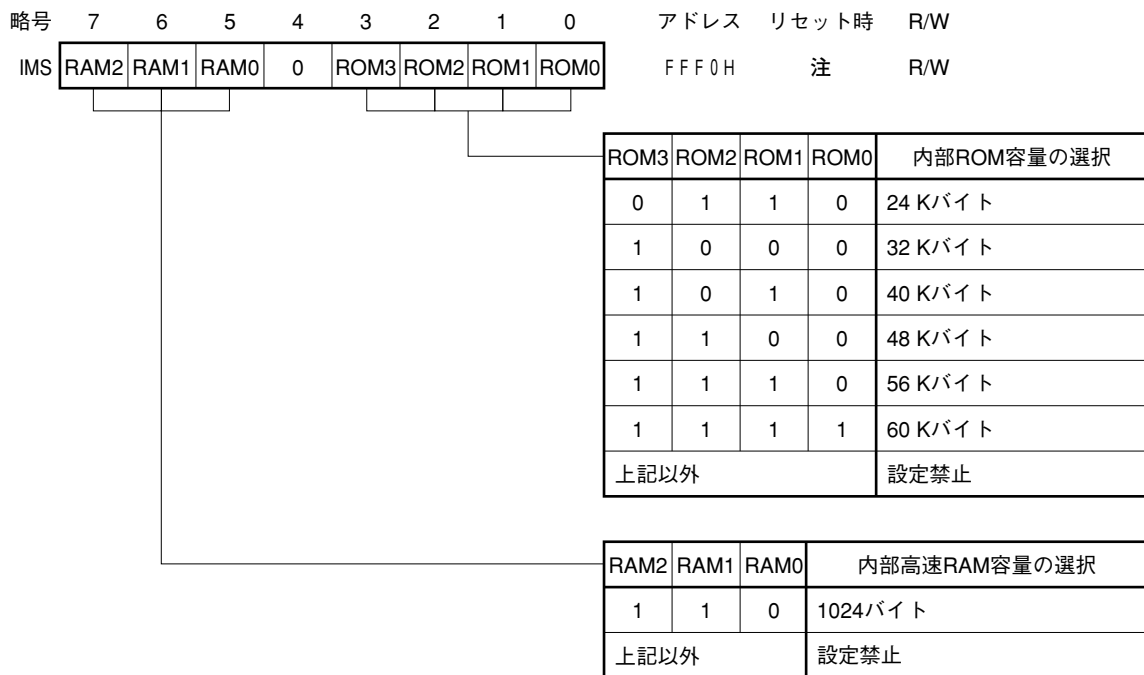 略号 7 6 5 4 3 2 1 0 アドレス リセット時 R/W
IMS RAM2 RAM1 RAM0 0 ROM3 ROM2 ROM1 ROM0 FFF0H 注 R/W
ROM3 ROM2 ROM1 ROM0 内部ROM容量の選択
0 1 1 0 24 Kバイト
1 0 0 0 32 Kバイト
1 0 1 0 40 Kバイト
1 1 0 0 48 Kバイト
1 1 1 0 56 Kバイト
1 1 1 1 60 Kバイト
上記以外 設定禁止
RAM2 RAM1 RAM0 内部高速RAM容量の選択
1 1 0 1024バイト
上記以外 設定禁止